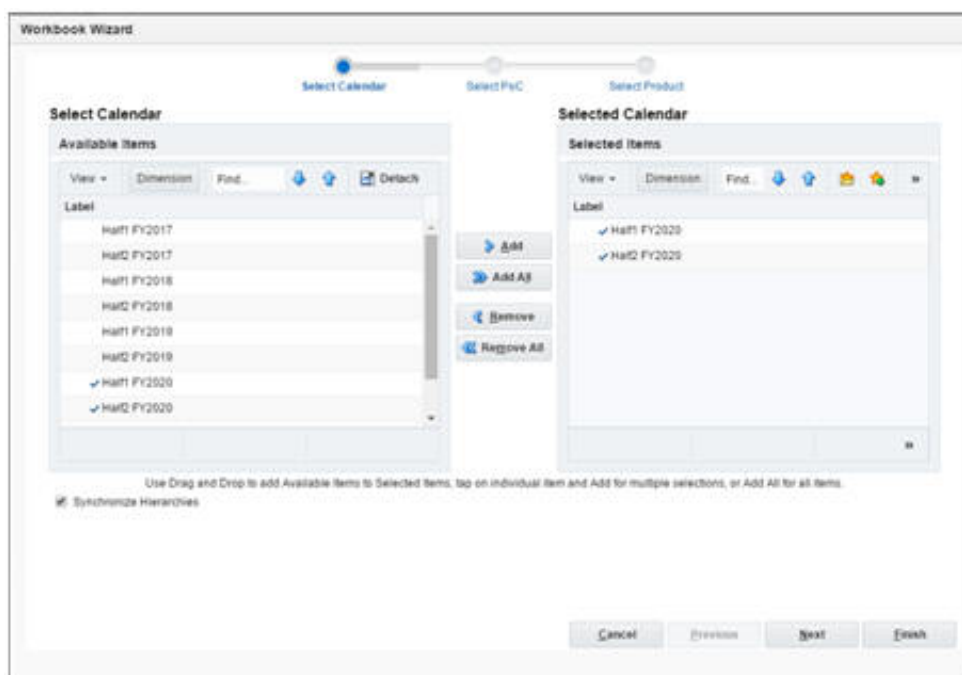 Workbook Wizard
Select Calendar
Select PoC
Select Product
Select Calendar
Selected Calendar
Available Items
Selected Items
View Dimension Find... Detach
View Dimension Find... »
Label
Label
Half1 FY2017
Half2 FY2017
Half1 FY2018
Half2 FY2018
Half1 FY2019
Half2 FY2019
Half1 FY2020
Half2 FY2020
Add
Add All
Remove
Remove All
Half1 FY2020
Half2 FY2020
»
Use Drag and Drop to add Available Items to Selected Items, tap on individual item and Add for multiple selections, or Add All for all items.
Synchronize Hierarchies
Cancel Previous Next Finish